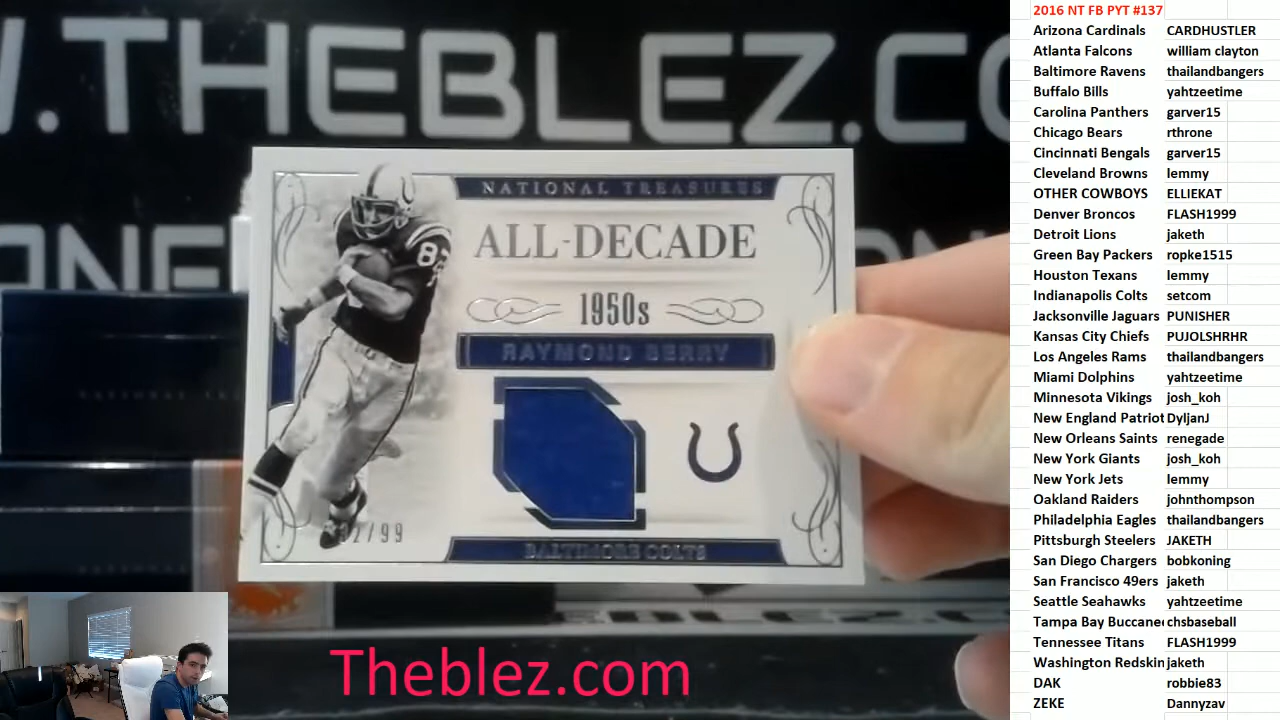 W.THEBLEZ.CO
NATIONAL TREASURES
ALL-DECADE
1950s
RAYMOND BERRY
82
32/99
BALTIMORE COLTS
Theblez.com
2016 NT FB PYT #137
Arizona Cardinals CARDHUSTLER
Atlanta Falcons william clayton
Baltimore Ravens thailandbangers
Buffalo Bills yahtzeetime
Carolina Panthers garver15
Chicago Bears rthrone
Cincinnati Bengals garver15
Cleveland Browns lemmy
OTHER COWBOYS ELLIEKAT
Denver Broncos FLASH1999
Detroit Lions jaketh
Green Bay Packers ropke1515
Houston Texans lemmy
Indianapolis Colts setcom
Jacksonville Jaguars PUNISHER
Kansas City Chiefs PUJOLSHRHR
Los Angeles Rams thailandbangers
Miami Dolphins yahtzeetime
Minnesota Vikings josh_koh
New England Patriot DyljanJ
New Orleans Saints renegade
New York Giants josh_koh
New York Jets lemmy
Oakland Raiders johnthompson
Philadelphia Eagles thailandbangers
Pittsburgh Steelers JAKETH
San Diego Chargers bobkoning
San Francisco 49ers jaketh
Seattle Seahawks yahtzeetime
Tampa Bay Buccanee chsbaseball
Tennessee Titans FLASH1999
Washington Redskin jaketh
DAK robbie83
ZEKE Dannyzav